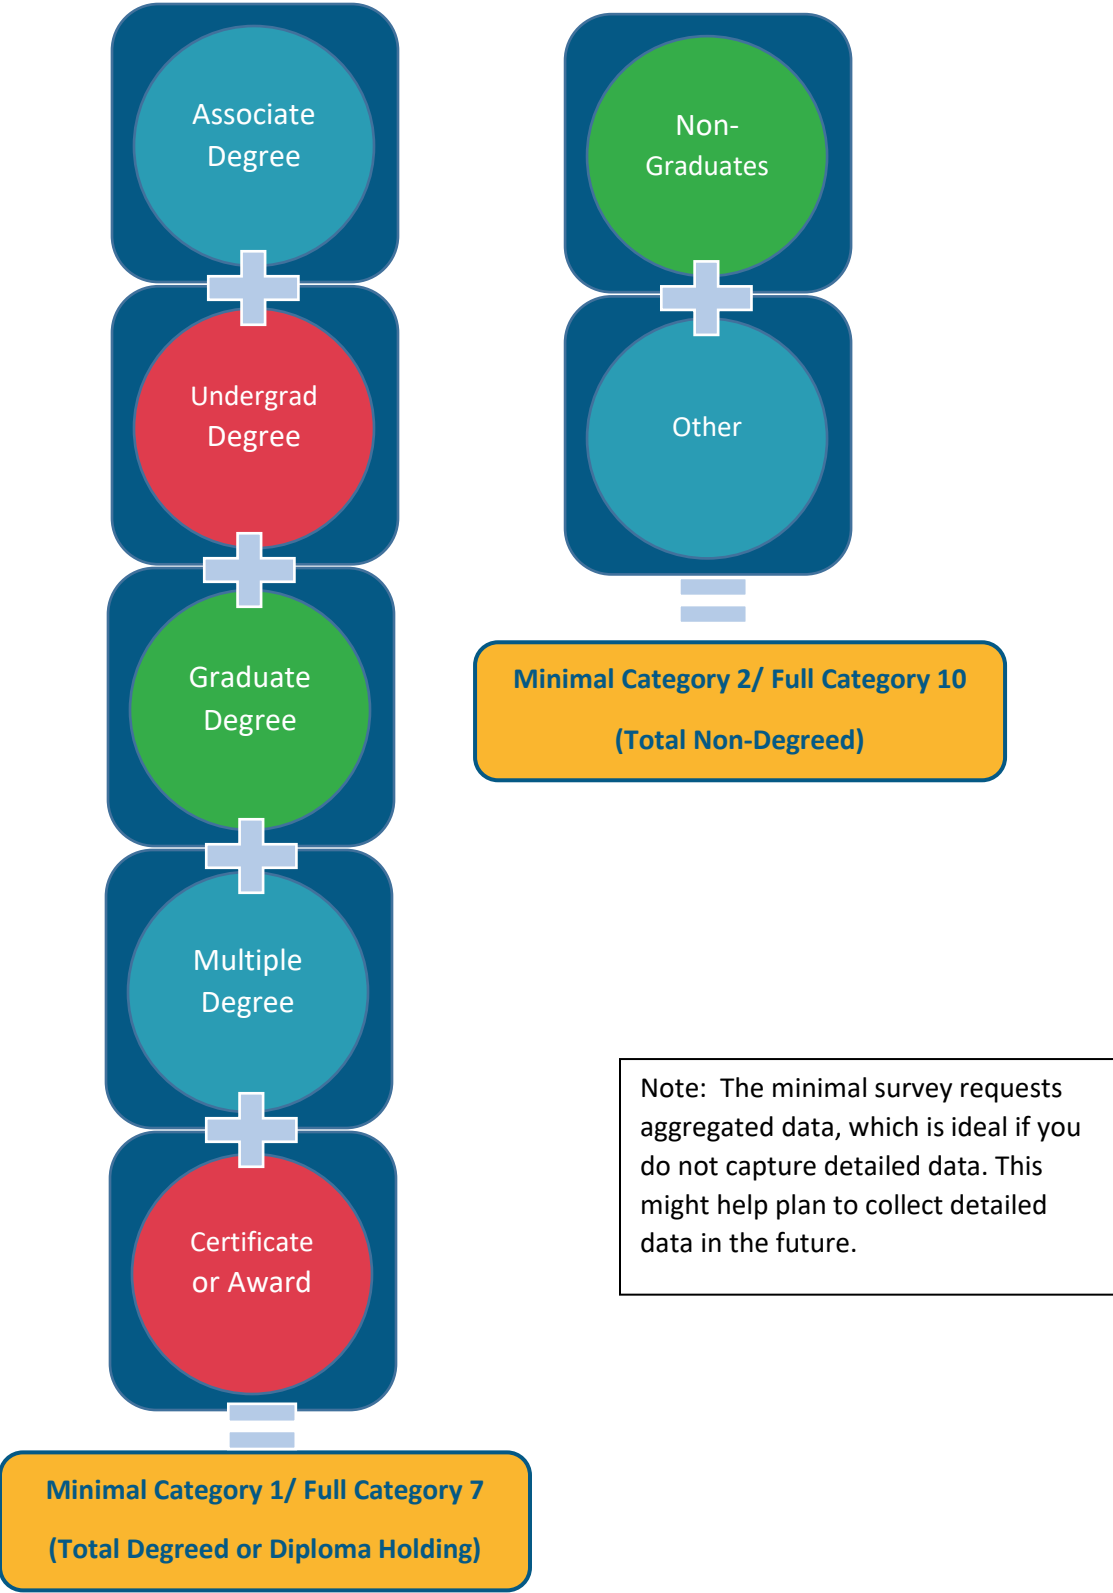 Associate
Degree
Undergrad
Degree
Graduate
Degree
Multiple
Degree
Certificate
or Award
Minimal Category 1/ Full Category 7
(Total Degreed or Diploma Holding)
Non-
Graduates
Other
Minimal Category 2/ Full Category 10
(Total Non-Degreed)
Note:  The minimal survey requests
aggregated data, which is ideal if you
do not capture detailed data. This
might help plan to collect detailed
data in the future.